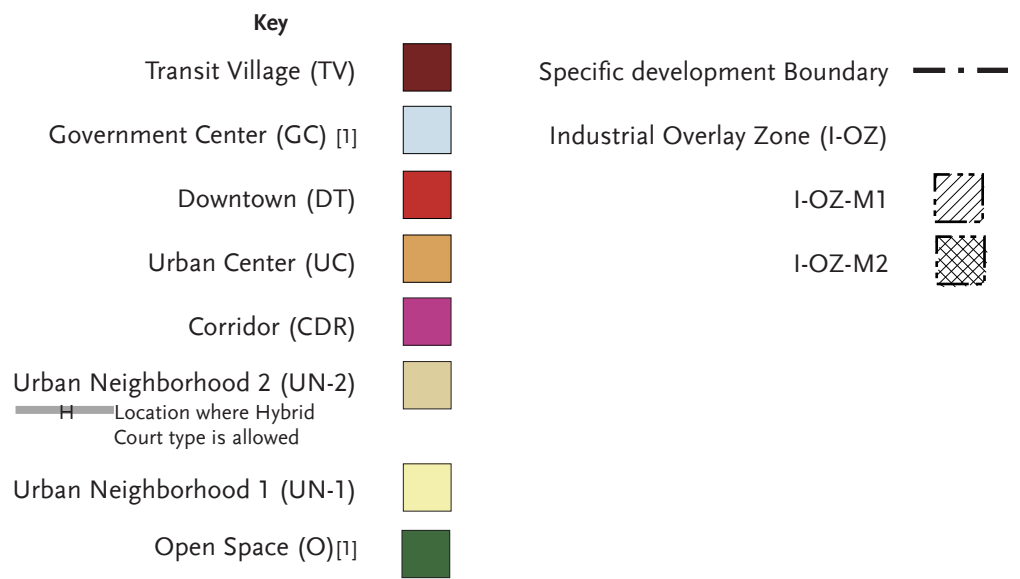 Key
Transit Village (TV)
Government Center (GC) [1]
Downtown (DT)
Urban Center (UC)
Corridor (CDR)
Urban Neighborhood 2 (UN-2)
H Location where Hybrid
Court type is allowed
Urban Neighborhood 1 (UN-1)
Open Space (O)[1]
Specific development Boundary
Industrial Overlay Zone (I-OZ)
I-OZ-M1
I-OZ-M2